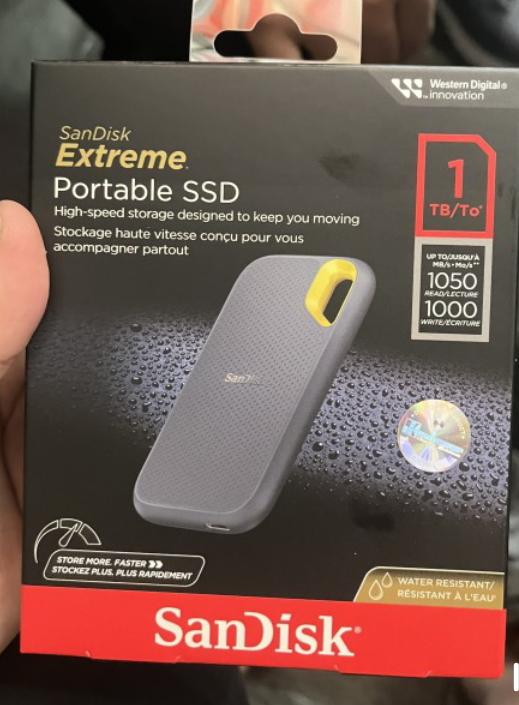 Western Digital®
innovation
SanDisk
Extreme
Portable SSD
High-speed storage designed to keep you moving
Stockage haute vitesse conçu pour vous
accompagner partout
1
TB/To*
UP TO/JUSQU'À
MB/s • Mo/s**
1050
READ/LECTURE
1000
WRITE/ÉCRITURE
STORE MORE. FASTER
STOCKEZ PLUS. PLUS RAPIDEMENT
WATER RESISTANT/
RÉSISTANT À L'EAU
SanDisk®